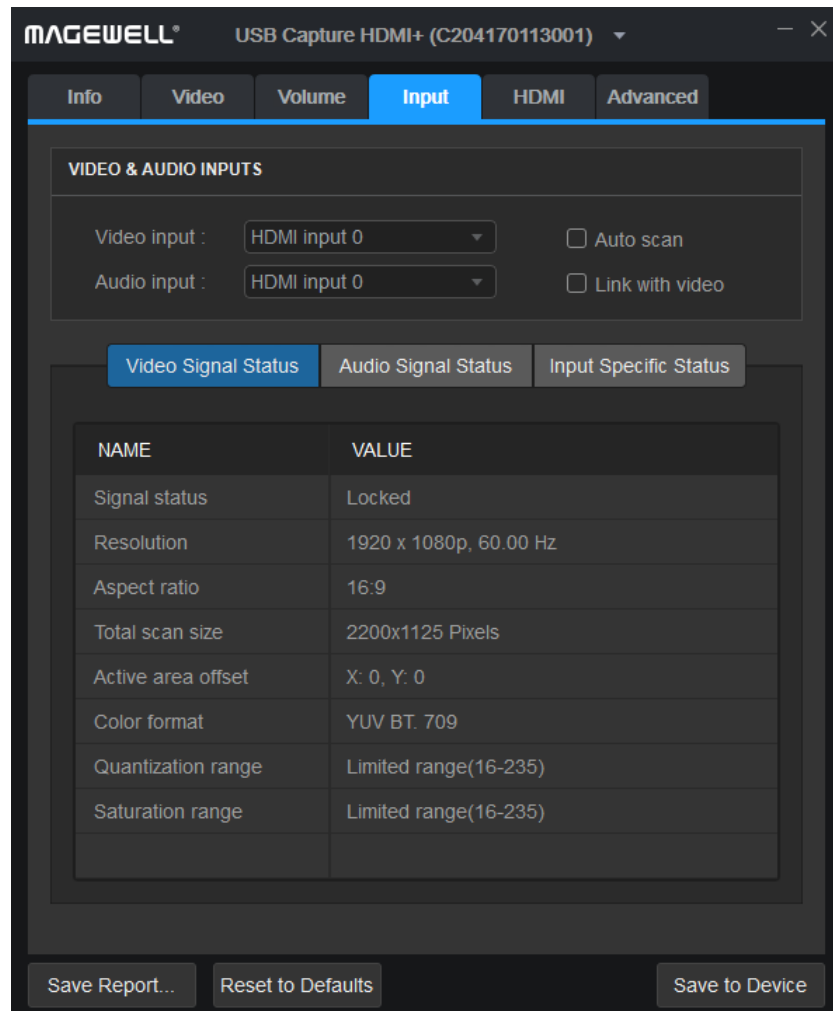 MAGEWELL® USB Capture HDMI+ (C204170113001)
Info Video Volume Input HDMI Advanced
VIDEO & AUDIO INPUTS
Video input : HDMI input 0 Auto scan
Audio input : HDMI input 0 Link with video
Video Signal Status Audio Signal Status Input Specific Status
NAME VALUE
Signal status Locked
Resolution 1920 x 1080p, 60.00 Hz
Aspect ratio 16:9
Total scan size 2200x1125 Pixels
Active area offset X: 0, Y: 0
Color format YUV BT. 709
Quantization range Limited range(16-235)
Saturation range Limited range(16-235)
Save Report... Reset to Defaults Save to Device